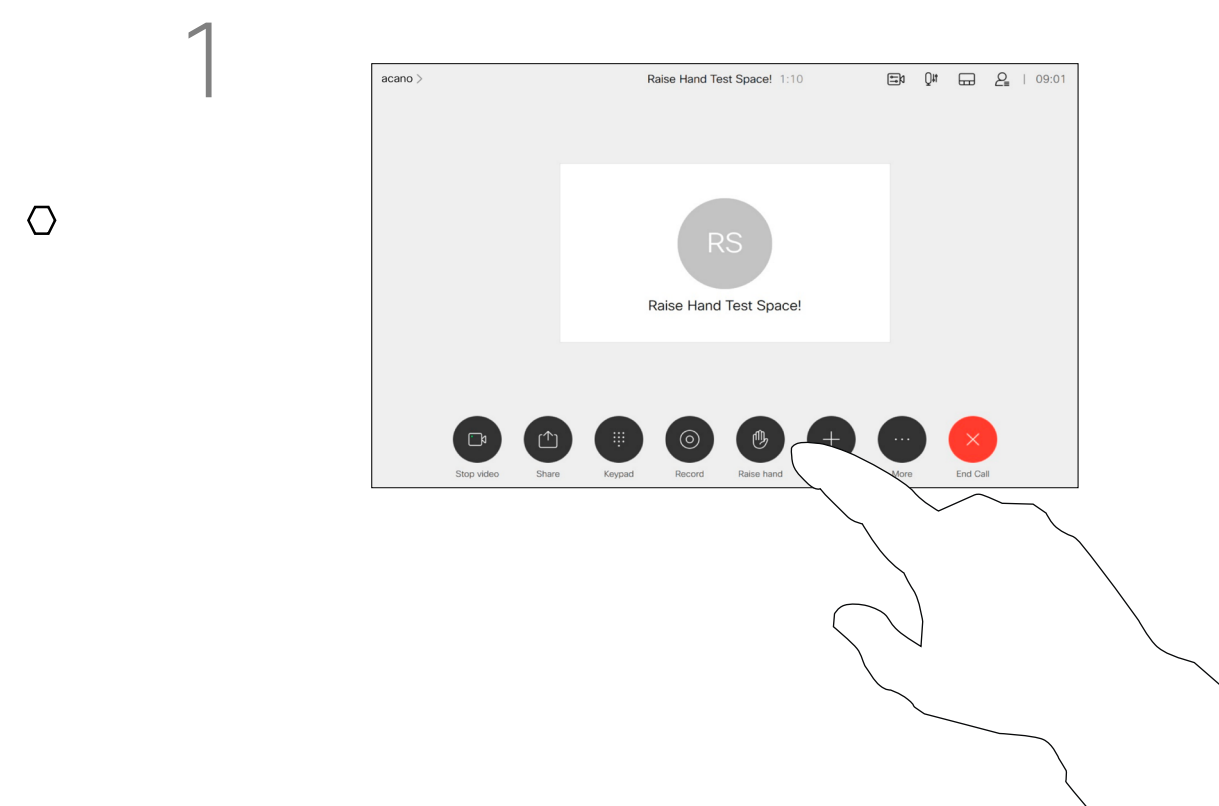 1
acano >
Raise Hand Test Space! 1:10
| 09:01
RS
Raise Hand Test Space!
Stop video Share Keypad Record Raise hand More End Call